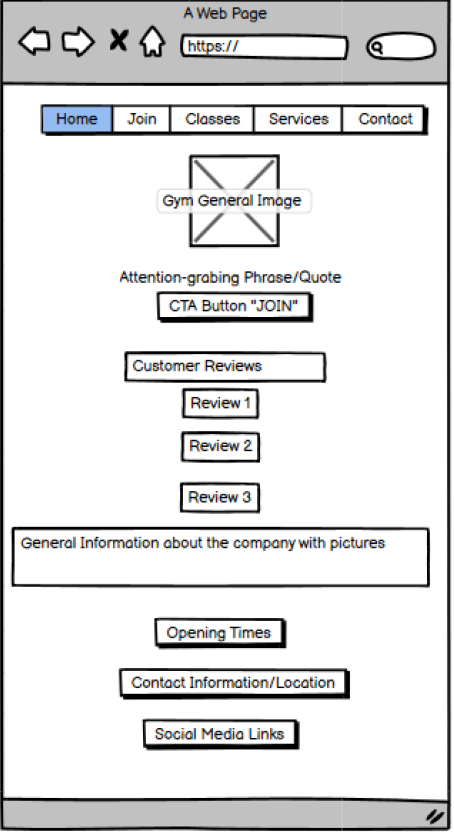 A Web Page
https://
Home Join Classes Services Contact
Gym General Image
Attention-grabing Phrase/Quote
CTA Button "JOIN"
Customer Reviews
Review 1
Review 2
Review 3
General Information about the company with pictures
Opening Times
Contact Information/Location
Social Media Links